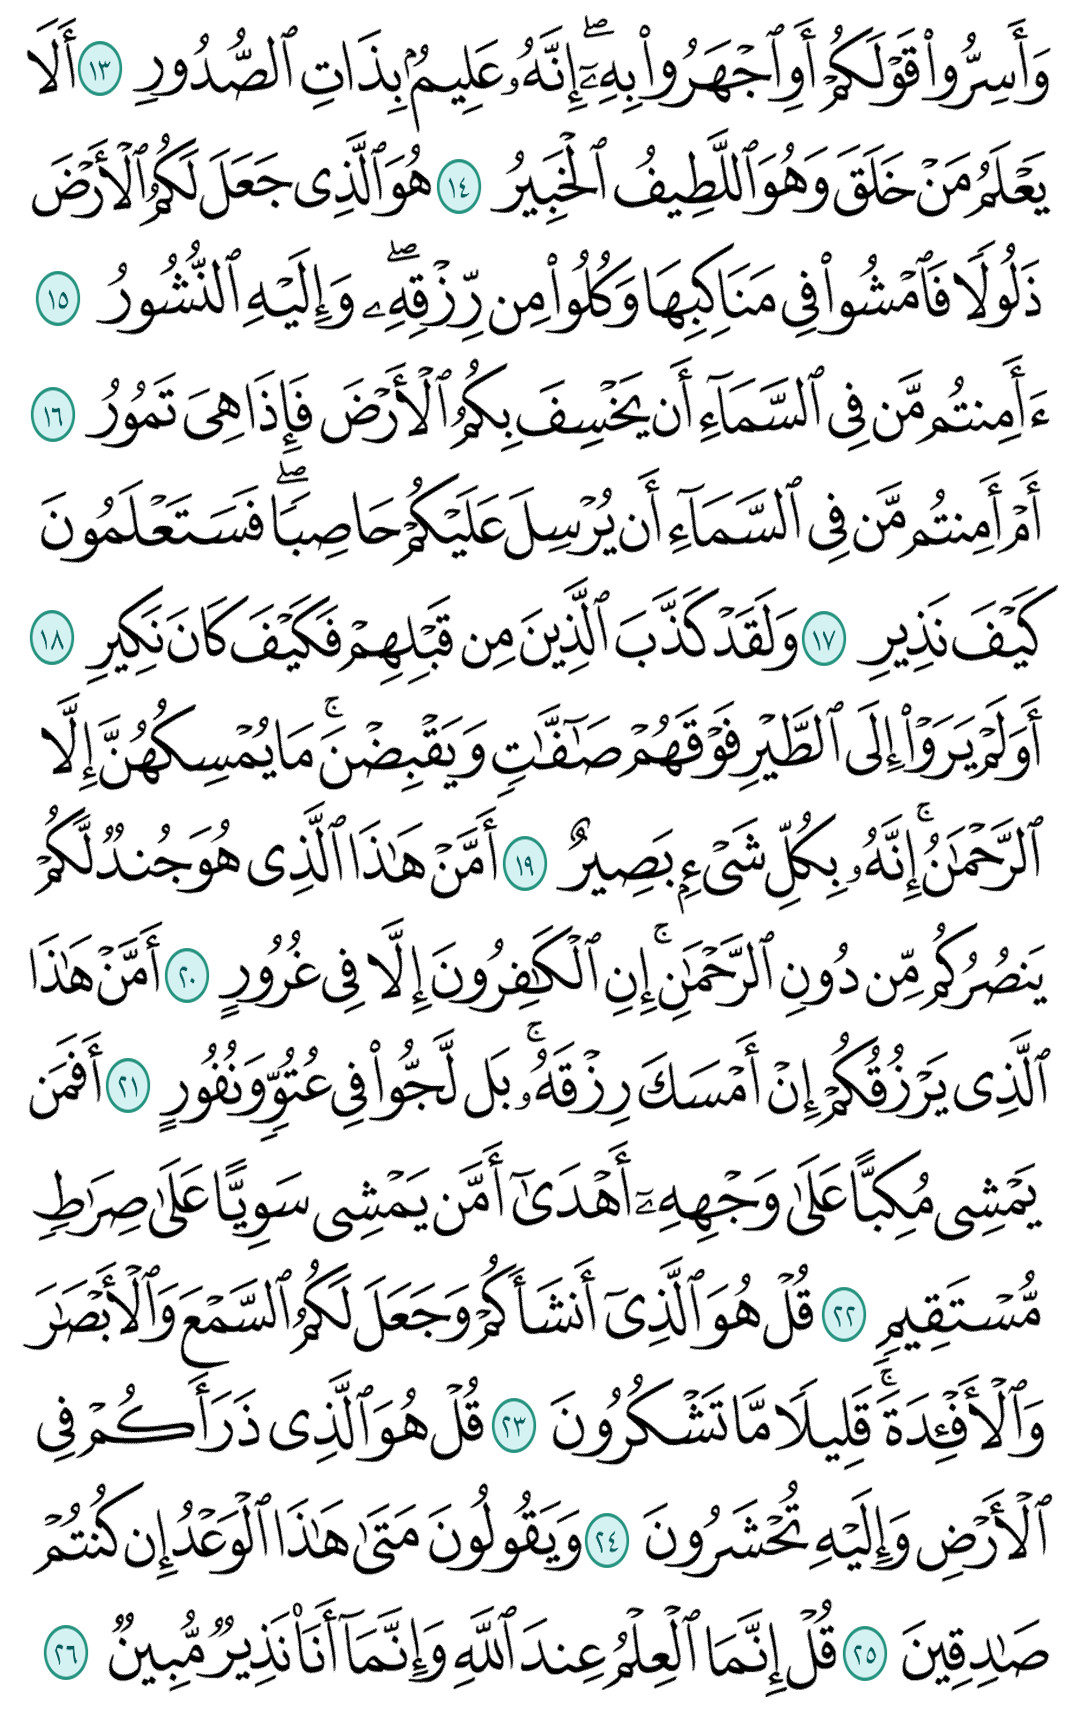 وَأَسِرُّوا۟ قَوْلَكُمْ أَوِ ٱجْهَرُوا۟ بِهِۦٓ ۖ إِنَّهُۥ عَلِيمٌۢ بِذَاتِ ٱلصُّدُورِ ١٣ أَلَا
يَعْلَمُ مَنْ خَلَقَ وَهُوَ ٱللَّطِيفُ ٱلْخَبِيرُ ١٤ هُوَ ٱلَّذِى جَعَلَ لَكُمُ ٱلْأَرْضَ
ذَلُولًا فَٱمْشُوا۟ فِى مَنَاكِبِهَا وَكُلُوا۟ مِن رِّزْقِهِۦ ۖ وَإِلَيْهِ ٱلنُّشُورُ ١٥
ءَأَمِنتُم مَّن فِى ٱلسَّمَآءِ أَن يَخْسِفَ بِكُمُ ٱلْأَرْضَ فَإِذَا هِىَ تَمُورُ ١٦
أَمْ أَمِنتُم مَّن فِى ٱلسَّمَآءِ أَن يُرْسِلَ عَلَيْكُمْ حَاصِبًا ۖ فَسَتَعْلَمُونَ
كَيْفَ نَذِيرِ ١٧ وَلَقَدْ كَذَّبَ ٱلَّذِينَ مِن قَبْلِهِمْ فَكَيْفَ كَانَ نَكِيرِ ١٨
أَوَلَمْ يَرَوْا۟ إِلَى ٱلطَّيْرِ فَوْقَهُمْ صَـٰٓفَّـٰتٍ وَيَقْبِضْنَ ۚ مَا يُمْسِكُهُنَّ إِلَّا
ٱلرَّحْمَـٰنُ ۚ إِنَّهُۥ بِكُلِّ شَىْءٍۭ بَصِيرٌ ١٩ أَمَّنْ هَـٰذَا ٱلَّذِى هُوَ جُندٌ لَّكُمْ
يَنصُرُكُم مِّن دُونِ ٱلرَّحْمَـٰنِ ۚ إِنِ ٱلْكَـٰفِرُونَ إِلَّا فِى غُرُورٍ ٢٠ أَمَّنْ هَـٰذَا
ٱلَّذِى يَرْزُقُكُمْ إِنْ أَمْسَكَ رِزْقَهُۥ ۚ بَل لَّجُّوا۟ فِى عُتُوٍّ وَنُفُورٍ ٢١ أَفَمَن
يَمْشِى مُكِبًّا عَلَىٰ وَجْهِهِۦٓ أَهْدَىٰٓ أَمَّن يَمْشِى سَوِيًّا عَلَىٰ صِرَٰطٍ
مُّسْتَقِيمٍ ٢٢ قُلْ هُوَ ٱلَّذِىٓ أَنشَأَكُمْ وَجَعَلَ لَكُمُ ٱلسَّمْعَ وَٱلْأَبْصَـٰرَ
وَٱلْأَفْـِٔدَةَ ۖ قَلِيلًا مَّا تَشْكُرُونَ ٢٣ قُلْ هُوَ ٱلَّذِى ذَرَأَكُمْ فِى
ٱلْأَرْضِ وَإِلَيْهِ تُحْشَرُونَ ٢٤ وَيَقُولُونَ مَتَىٰ هَـٰذَا ٱلْوَعْدُ إِن كُنتُمْ
صَـٰدِقِينَ ٢٥ قُلْ إِنَّمَا ٱلْعِلْمُ عِندَ ٱللَّهِ وَإِنَّمَآ أَنَا۠ نَذِيرٌ مُّبِينٌ ٢٦